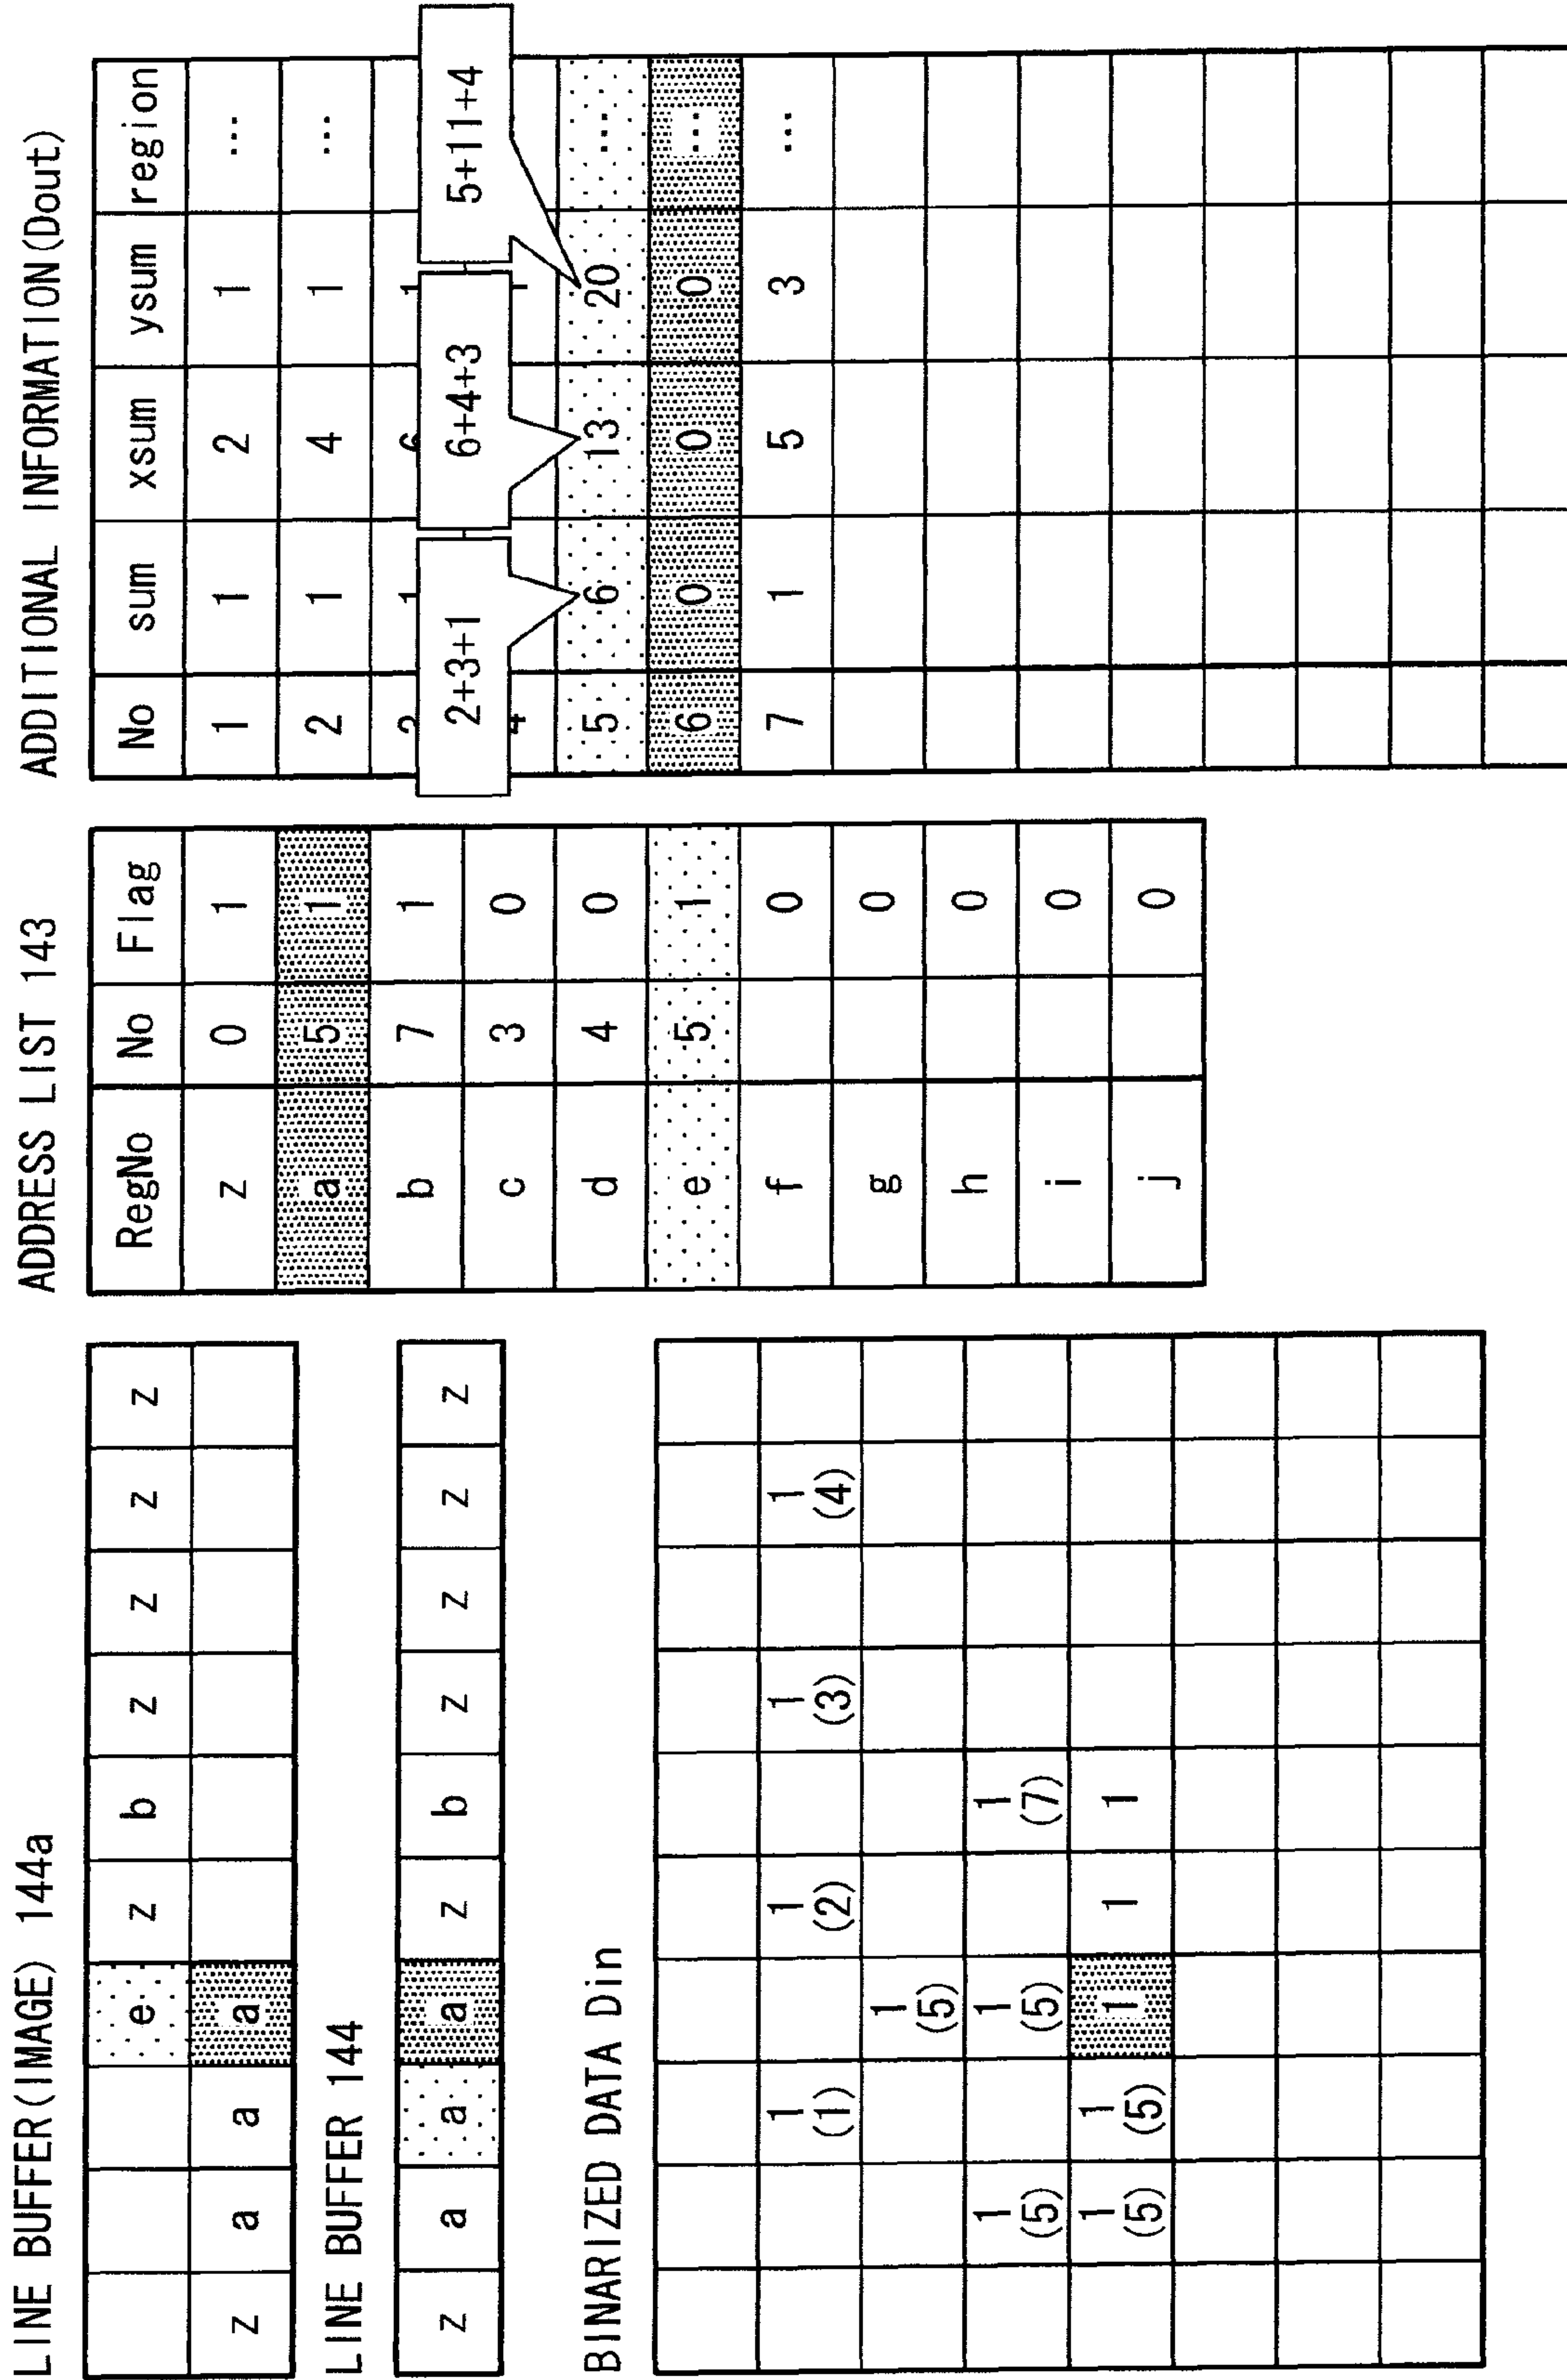 LINE BUFFER(IMAGE) 144a
e z b z z z z
z a a a
LINE BUFFER 144
z a a a z b z z z z
BINARIZED DATA Din
1 1 1 1
(1) (2) (3) (4)
1
(5)
1 1 1
(5) (5) (7)
1 1 1 1 1
(5) (5)
ADDRESS LIST 143
RegNo No Flag
z 0 1
a 5 1
b 7 1
c 3 0
d 4 0
e 5 1
f 0
g 0
h 0
i 0
j 0
ADDITIONAL INFORMATION(Dout)
No sum xsum ysum region
1 1 2 1 ...
2 1 4 1 ...
2+3+1 6+4+3 5+11+4
5 6 13 20 ...
6 0 0 0 ...
7 1 5 3 ...